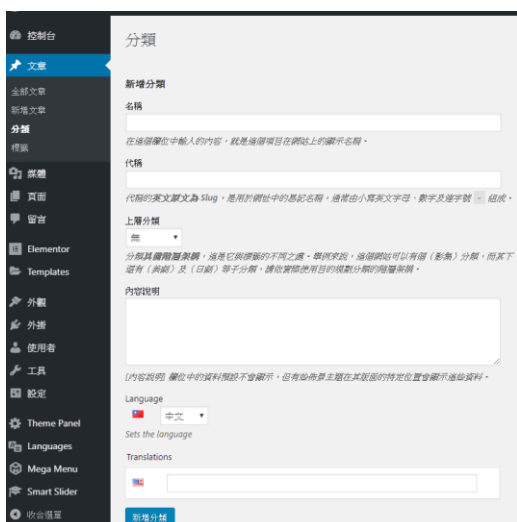 控制台
文章
全部文章
新增文章
分類
標籤
媒體
頁面
留言
Elementor
Templates
外觀
外掛
使用者
工具
設定
Theme Panel
Languages
Mega Menu
Smart Slider
收合選單
分類
新增分類
名稱
在這個欄位中輸入的內容，就是這個項目在網站上的顯示名稱。
代稱
代稱的英文原文為 Slug，是用於網址中的易記名稱，通常由小寫英文字母、數字及連字號 - 組成。
上層分類
無
分類具備階層架構，這是它與標籤的不同之處。舉例來說，這個網站可以有個〈影集〉分類，而其下
還有〈美劇〉及〈日劇〉等子分類，請依實際使用目的規劃分類的階層架構。
內容說明
[內容說明] 欄位中的資料預設不會顯示，但有些佈景主題在其版面的特定位置會顯示這些資料。
Language
中文
Sets the language
Translations
新增分類